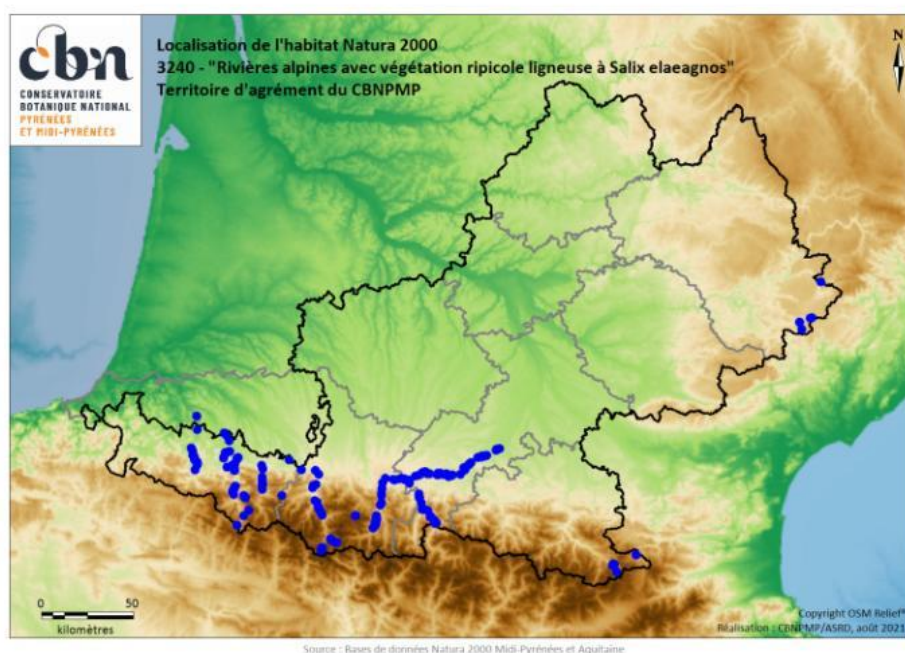 cbn
CONSERVATOIRE
BOTANIQUE NATIONAL
PYRÉNÉES
ET MIDI-PYRÉNÉES
Localisation de l'habitat Natura 2000
3240 - "Rivières alpines avec végétation ripicole ligneuse à Salix elaeagnos"
Territoire d'agrément du CBNPMP
N
0 50
kilomètres
Copyright OSM Relief®
Réalisation : CBNPMP/ASRD, août 2021
Source : Bases de données Natura 2000 Midi-Pyrénées et Aquitaine